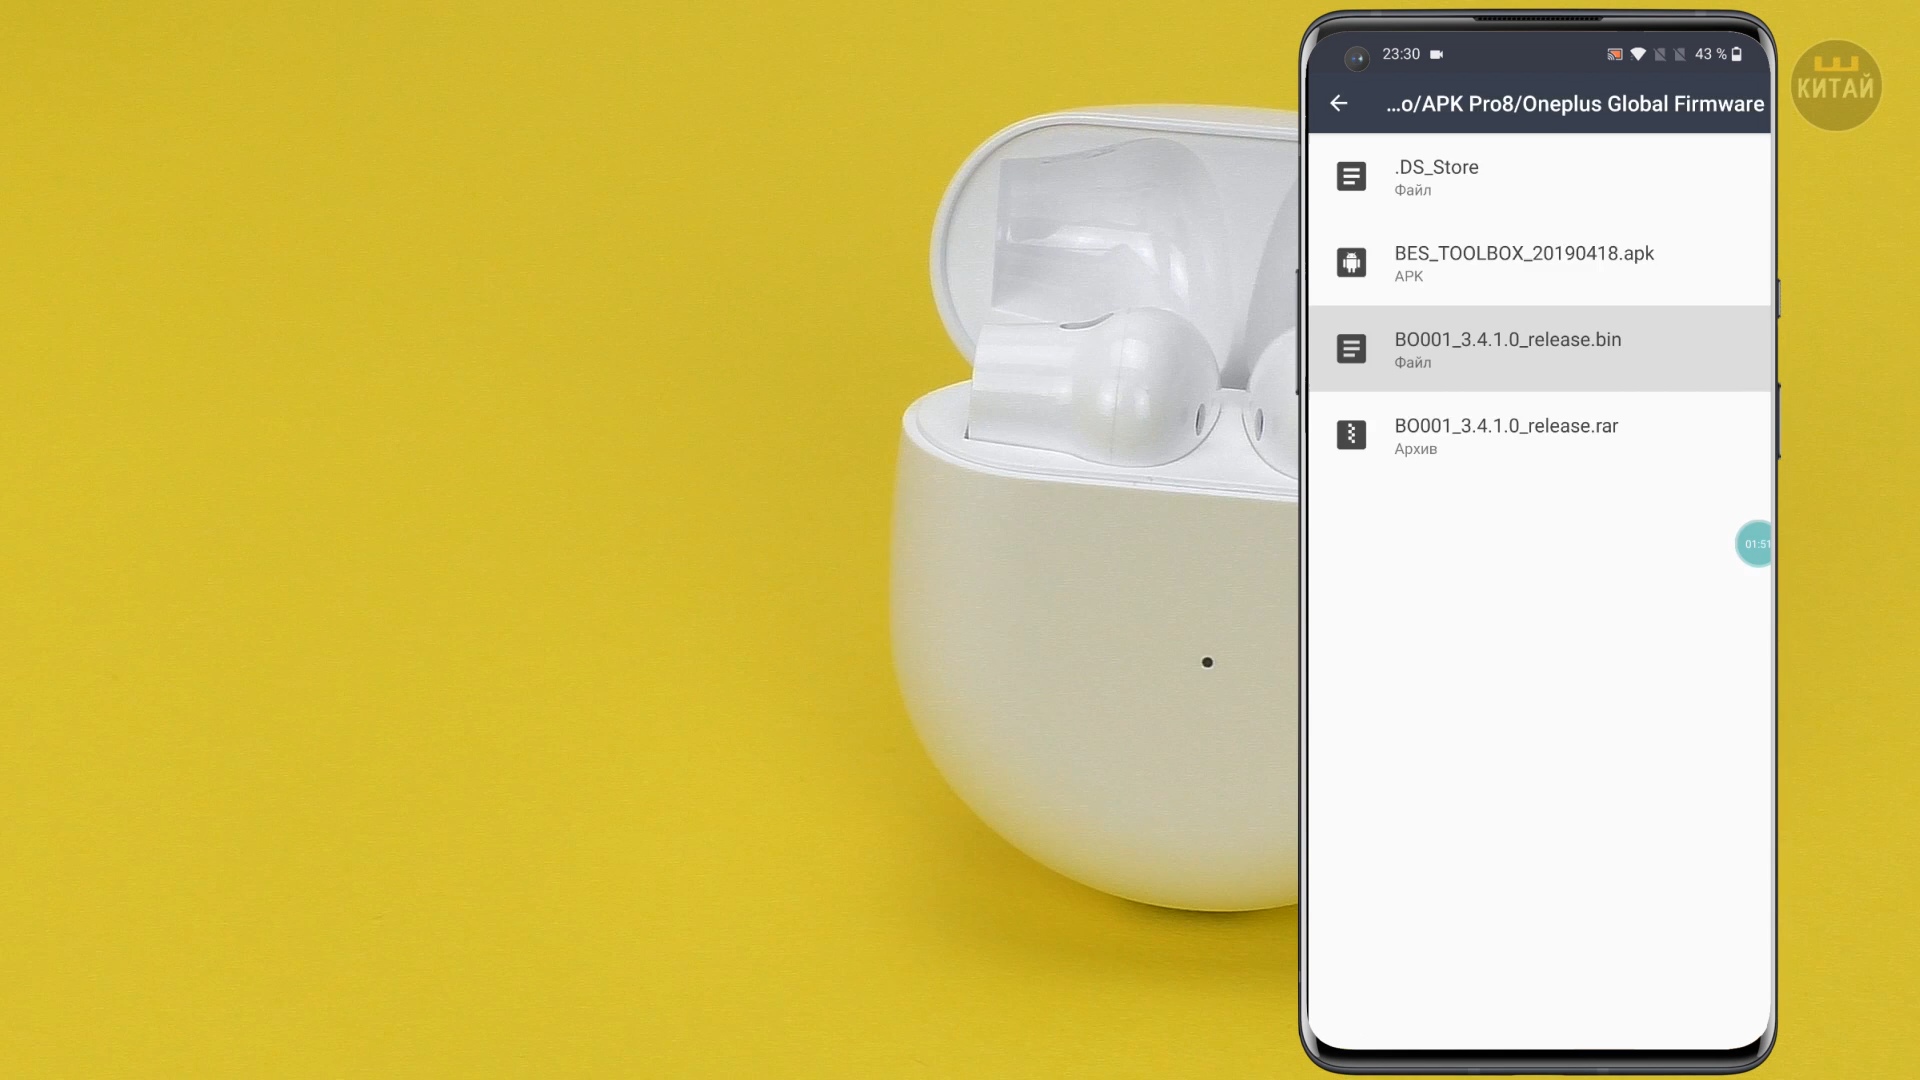 23:30
43 %
...o/APK Pro8/Oneplus Global Firmware
КИТАЙ
.DS_Store
Файл
BES_TOOLBOX_20190418.apk
APK
BO001_3.4.1.0_release.bin
Файл
BO001_3.4.1.0_release.rar
Архив
01:51